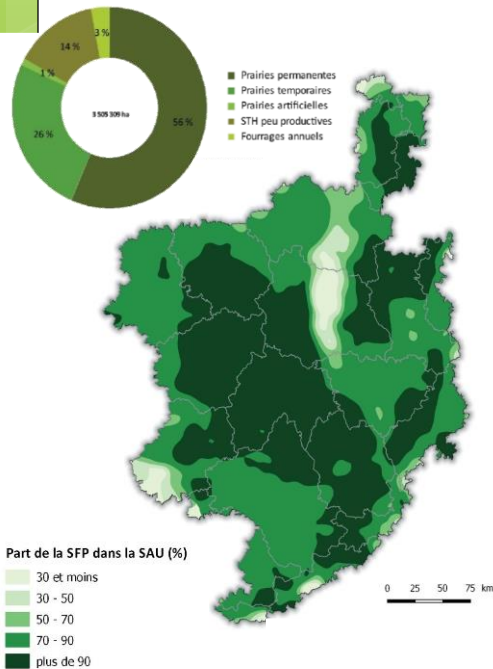 3 %
14 %
1 %
3 505 309 ha
56 %
26 %
Prairies permanentes
Prairies temporaires
Prairies artificielles
STH peu productives
Fourrages annuels
Part de la SFP dans la SAU (%)
30 et moins
30 - 50
50 - 70
70 - 90
plus de 90
0 25 50 75 km